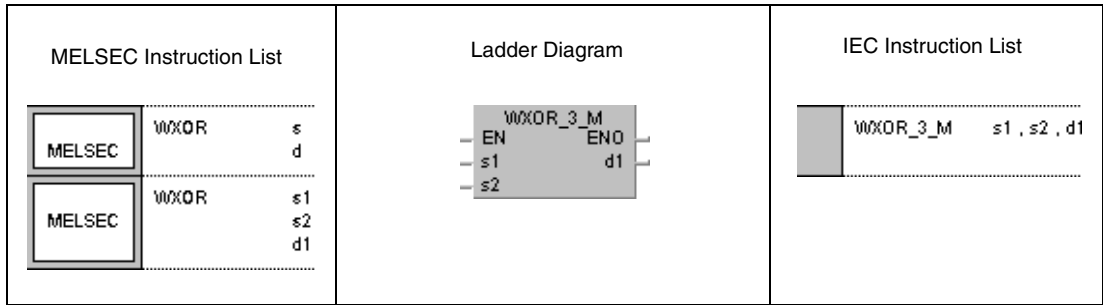 MELSEC Instruction List
MELSEC
WXOR s
d
MELSEC
WXOR s1
s2
d1
Ladder Diagram
WXOR_3_M
EN ENO
s1 d1
s2
IEC Instruction List
WXOR_3_M s1 , s2 , d1